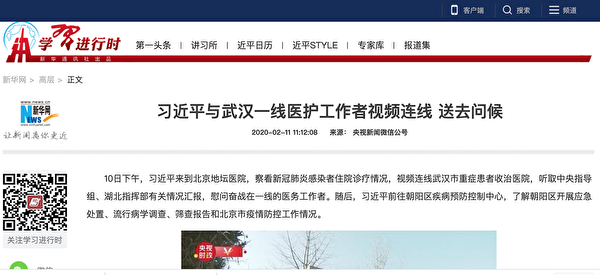 客户端 搜索 频道
学习进行时
新华通讯社出品
第一头条 | 讲习所 | 近平日历 | 近平STYLE | 专家库 | 报道集
新华网 > 高层 > 正文
www.news.cn
新华网
NEWS
让新闻离你更近
习近平与武汉一线医护工作者视频连线 送去问候
2020-02-11 11:12:08 来源： 央视新闻微信公号
10日下午，习近平来到北京地坛医院，察看新冠肺炎感染者住院诊疗情况，视频连线武汉市重症患者收治医院，听取中央指导
组、湖北指挥部有关情况汇报，慰问奋战在一线的医务工作者。随后，习近平前往朝阳区疾病预防控制中心，了解朝阳区开展应急
处置、流行病学调查、筛查报告和北京市疫情防控工作情况。
关注学习进行时
央视
时政